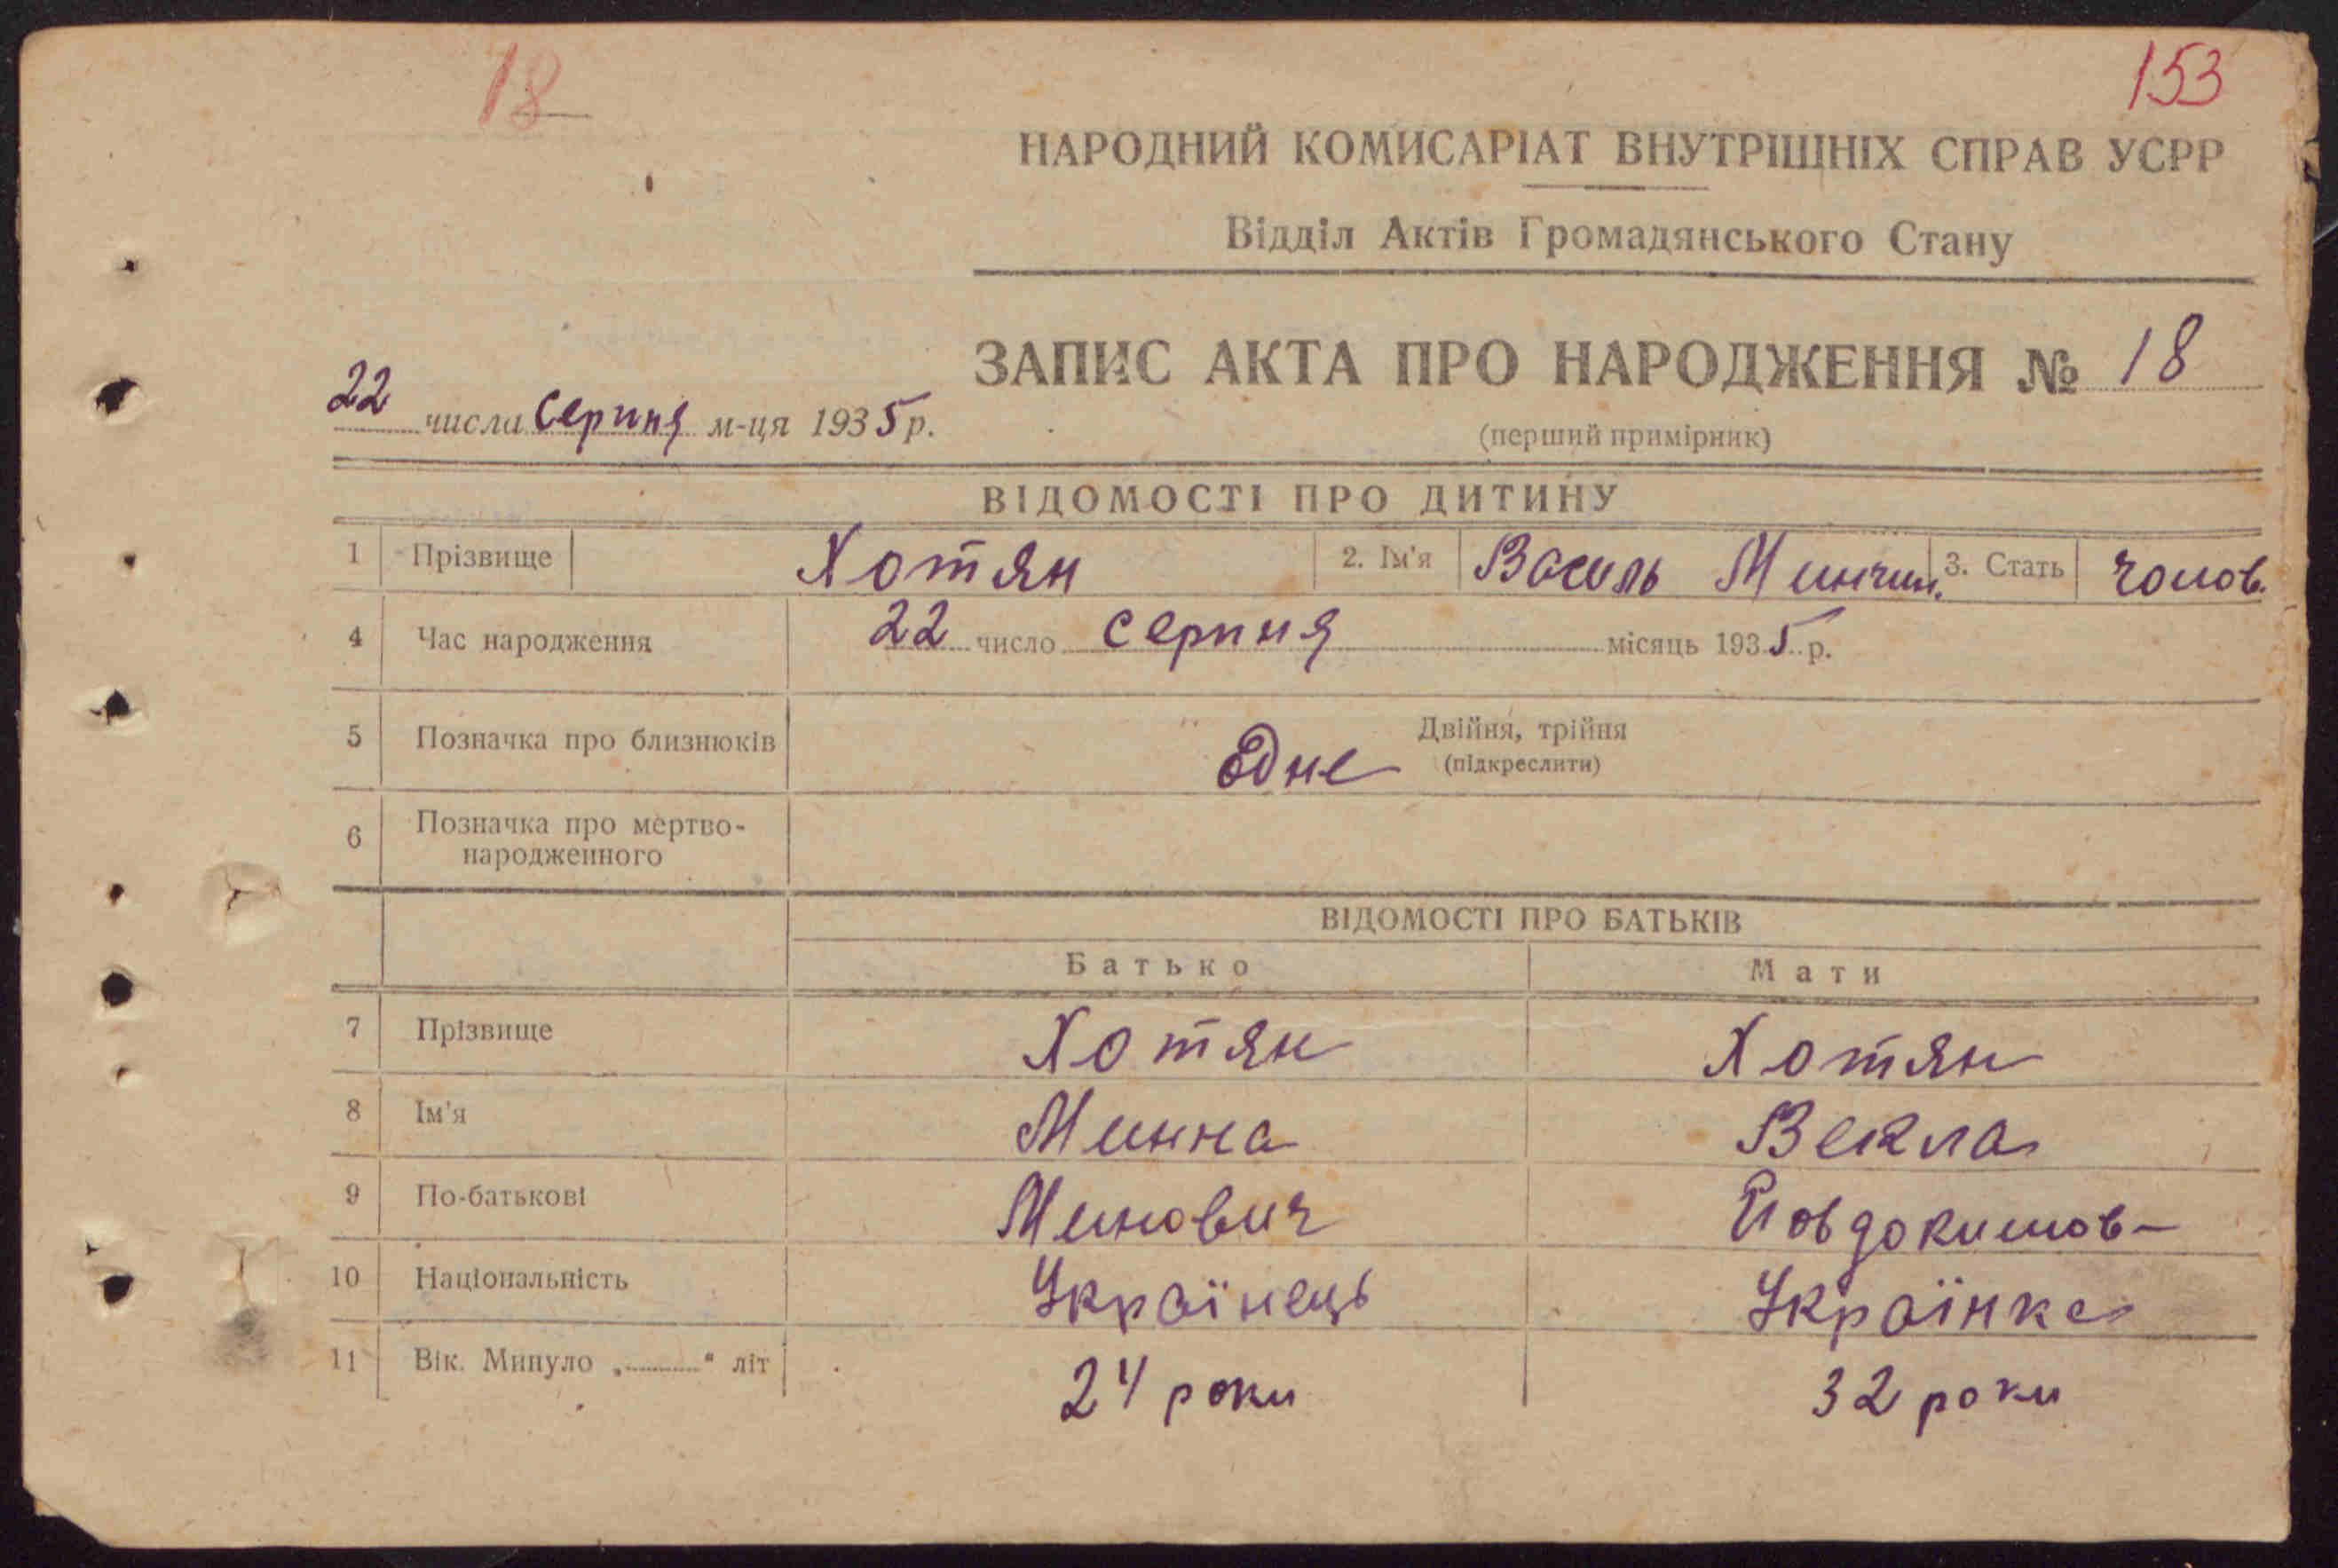 18
153
НАРОДНИЙ КОМИСАРІАТ ВНУТРІШНІХ СПРАВ УСРР
Відділ Актів Громадянського Стану
ЗАПИС АКТА ПРО НАРОДЖЕННЯ № 18
22 числа Серпня м-ця 1935 р.
(перший примірник)
ВІДОМОСТІ ПРО ДИТИНУ
1 Прізвище Хотян 2. Ім'я Василь 3. Стать чолов.
4 Час народження 22 число серпня місяць 1935 р.
5 Позначка про близнюків Едне Двійня, трійня
(підкреслити)
6 Позначка про мертво-
народженного
ВІДОМОСТІ ПРО БАТЬКІВ
Батько Мати
7 Прізвище Хотян Хотян
8 Ім'я Минна Векла
9 По-батькові Минович Йовдокимов-
10 Національність Українець Українка
11 Вік. Минуло „ “ літ 24 роки 32 роки